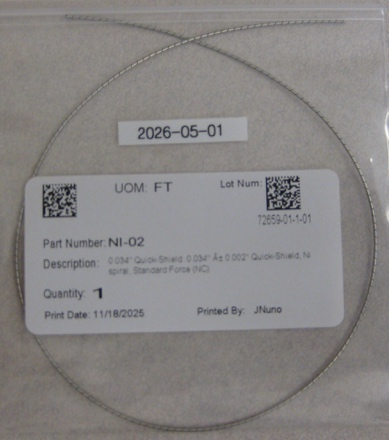 2026-05-01
UOM: FT
Lot Num:
72659-01-1-01
Part Number: NI-02
Description: 0.034" Quick-Shield. 0.034" Â± 0.002" Quick-Shield, NI
spiral. Standard Force (NC)
Quantity: 1
Print Date: 11/18/2025 Printed By: JNuno